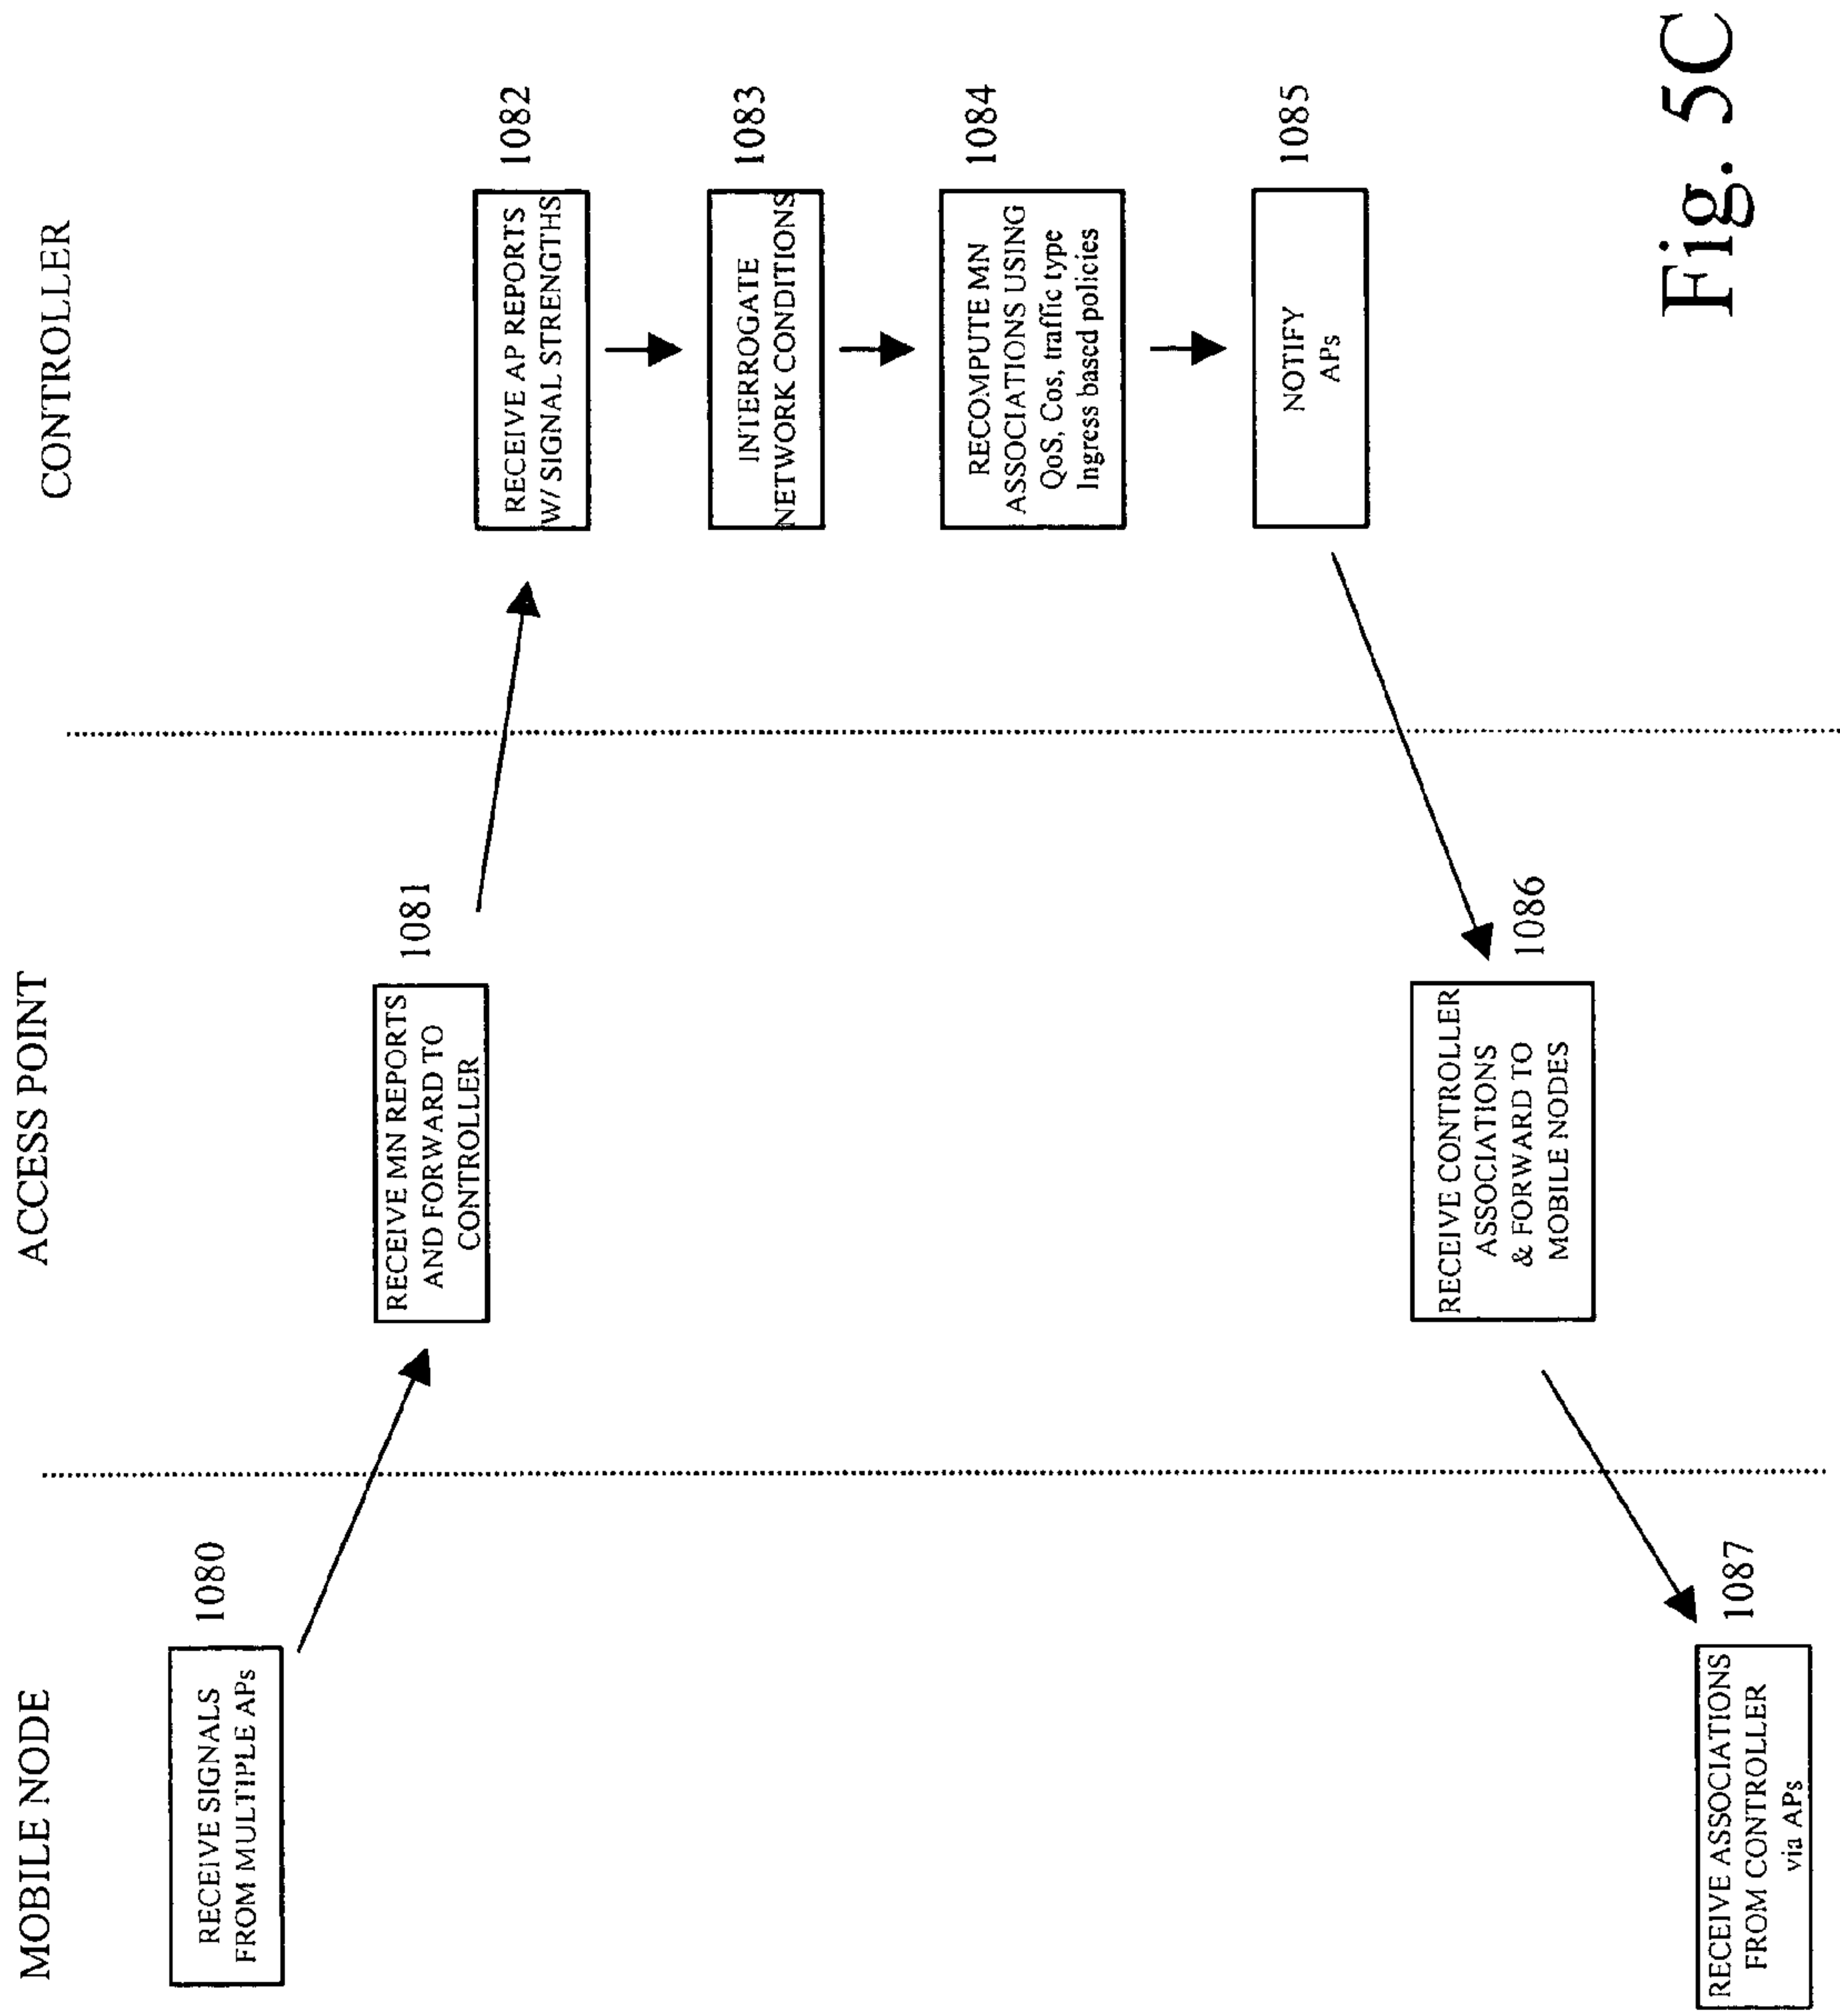 MOBILE NODE
ACCESS POINT
CONTROLLER
1080
RECEIVE SIGNALS
FROM MULTIPLE APs
1081
RECEIVE MN REPORTS
AND FORWARD TO
CONTROLLER
1082
RECEIVE AP REPORTS
W/ SIGNAL STRENGTHS
1083
INTERROGATE
NETWORK CONDITIONS
1084
RECOMPUTE MN
ASSOCIATIONS USING
QoS, Cos, traffic type
Ingress based policies
1085
NOTIFY
APs
1086
RECEIVE CONTROLLER
ASSOCIATIONS
& FORWARD TO
MOBILE NODES
1087
RECEIVE ASSOCIATIONS
FROM CONTROLLER
via APs
Fig. 5C